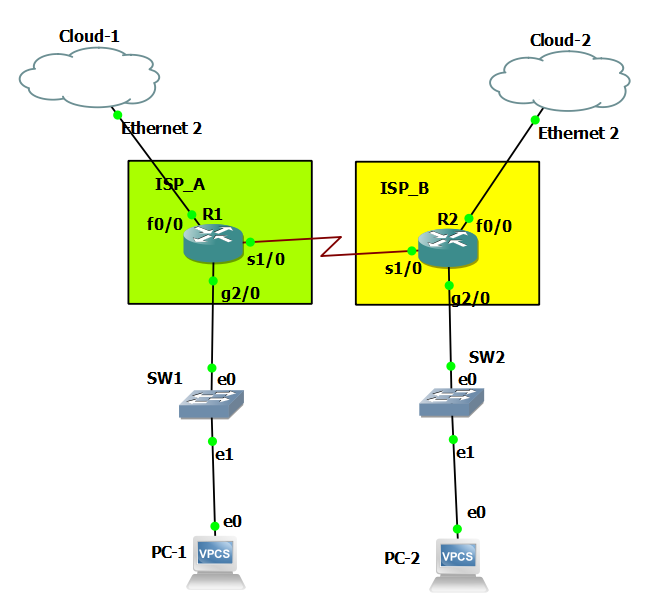 Cloud-1
Cloud-2
Ethernet 2
Ethernet 2
ISP_A
ISP_B
R1
R2
f0/0
f0/0
s1/0
s1/0
g2/0
g2/0
SW1
SW2
e0
e0
e1
e1
e0
e0
PC-1
VPCS
PC-2
VPCS